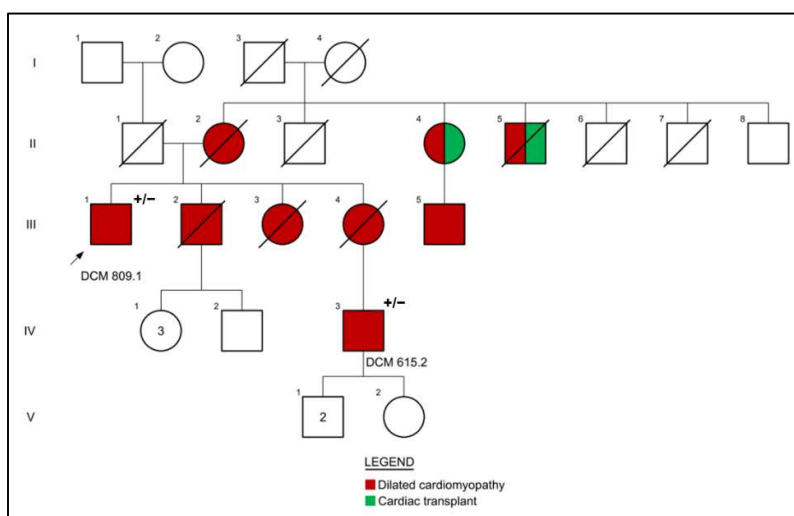 1 2 3 4
I
1 2 3 4 5 6 7 8
II
1 +/− 2 3 4 5
III
DCM 809.1
1 2 3 +/−
3
IV
DCM 615.2
1 2
2
V
LEGEND
Dilated cardiomyopathy
Cardiac transplant